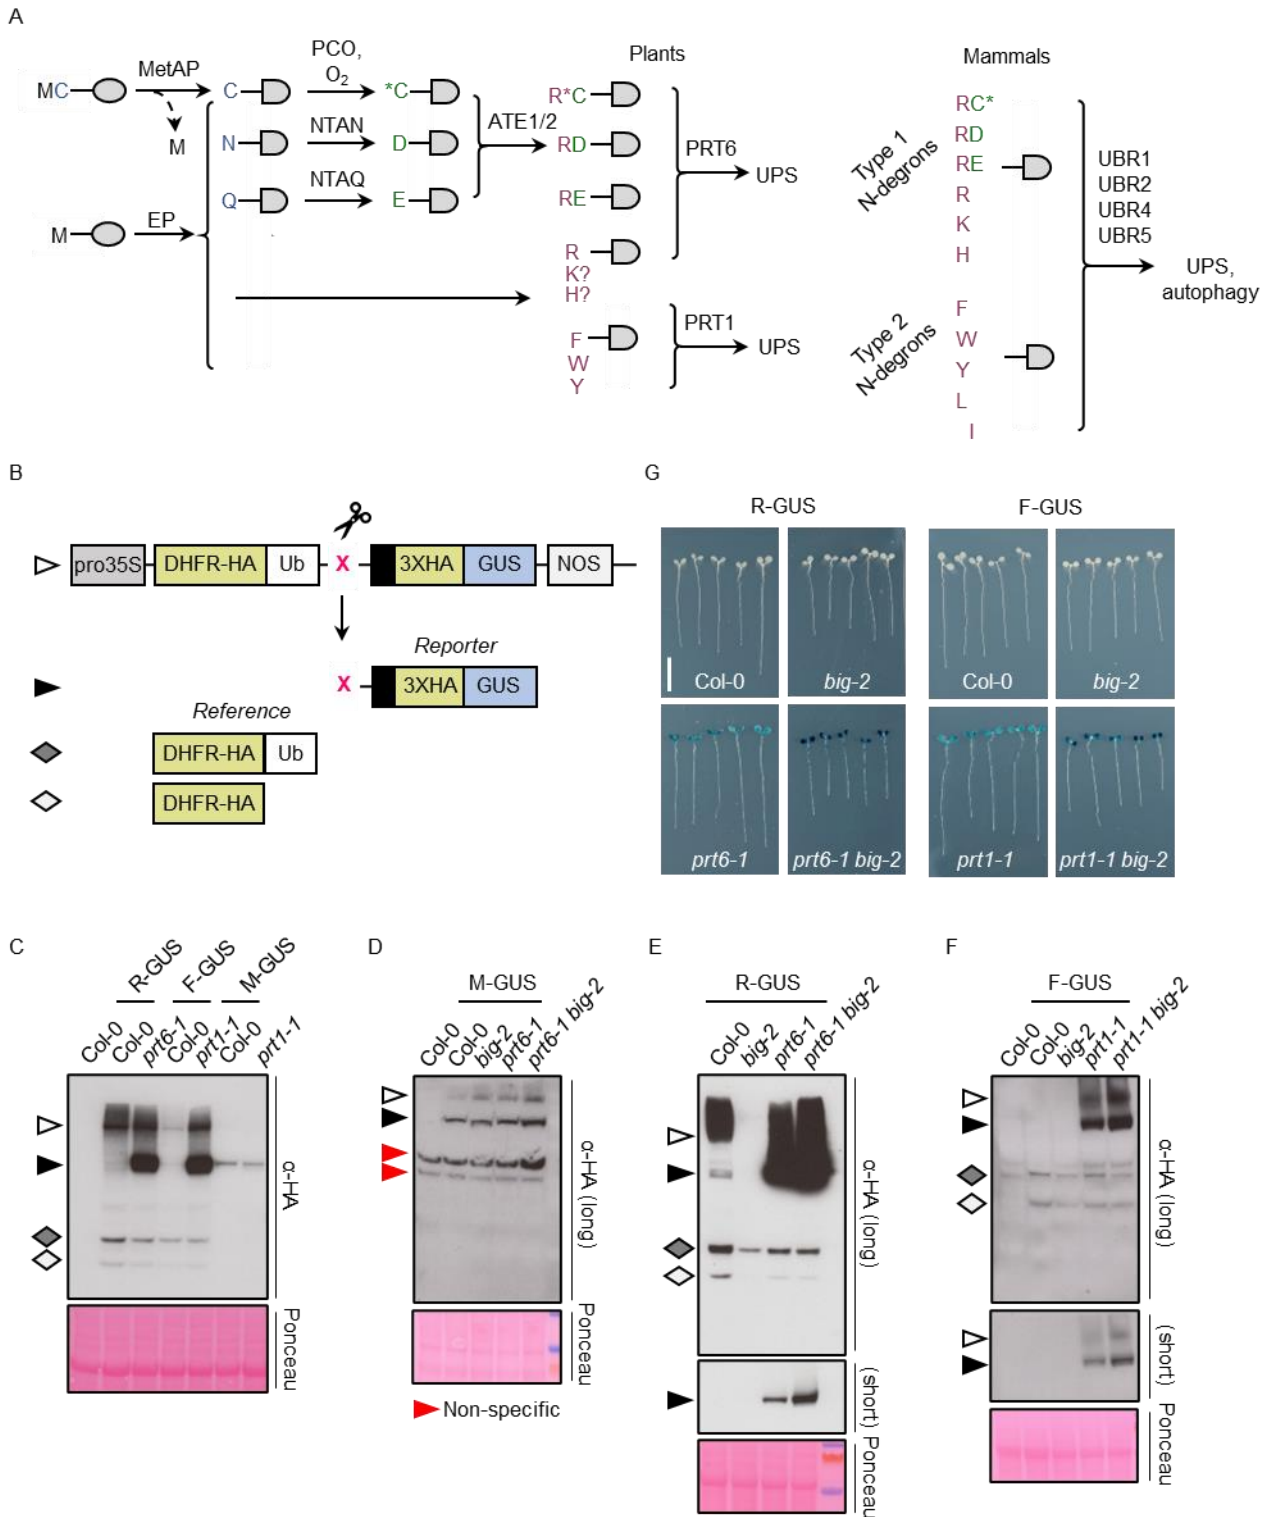 A
MC
MetAP
M
C
PCO,
O2
*C
N
NTAN
D
Q
NTAQ
E
M
EP
ATE1/2
Plants
R*C
RD
RE
R
K?
H?
PRT6
UPS
F
W
Y
PRT1
UPS
Mammals
Type 1
N-degrons
RC*
RD
RE
R
K
H
Type 2
N-degrons
F
W
Y
L
I
UBR1
UBR2
UBR4
UBR5
UPS,
autophagy
B
pro35S
DHFR-HA
Ub
X
3XHA
GUS
NOS
Reporter
X
3XHA
GUS
Reference
DHFR-HA
Ub
DHFR-HA
G
R-GUS
F-GUS
Col-0
big-2
Col-0
big-2
prt6-1
prt6-1 big-2
prt1-1
prt1-1 big-2
C
R-GUS
F-GUS
M-GUS
Col-0
Col-0
prt6-1
Col-0
prt1-1
Col-0
prt1-1
α-HA
Ponceau
D
M-GUS
Col-0
Col-0
big-2
prt6-1
prt6-1 big-2
α-HA (long)
Ponceau
Non-specific
E
R-GUS
Col-0
big-2
prt6-1
prt6-1 big-2
α-HA (long)
(short)
Ponceau
F
F-GUS
Col-0
Col-0
big-2
prt1-1
prt1-1 big-2
α-HA (long)
(short)
Ponceau